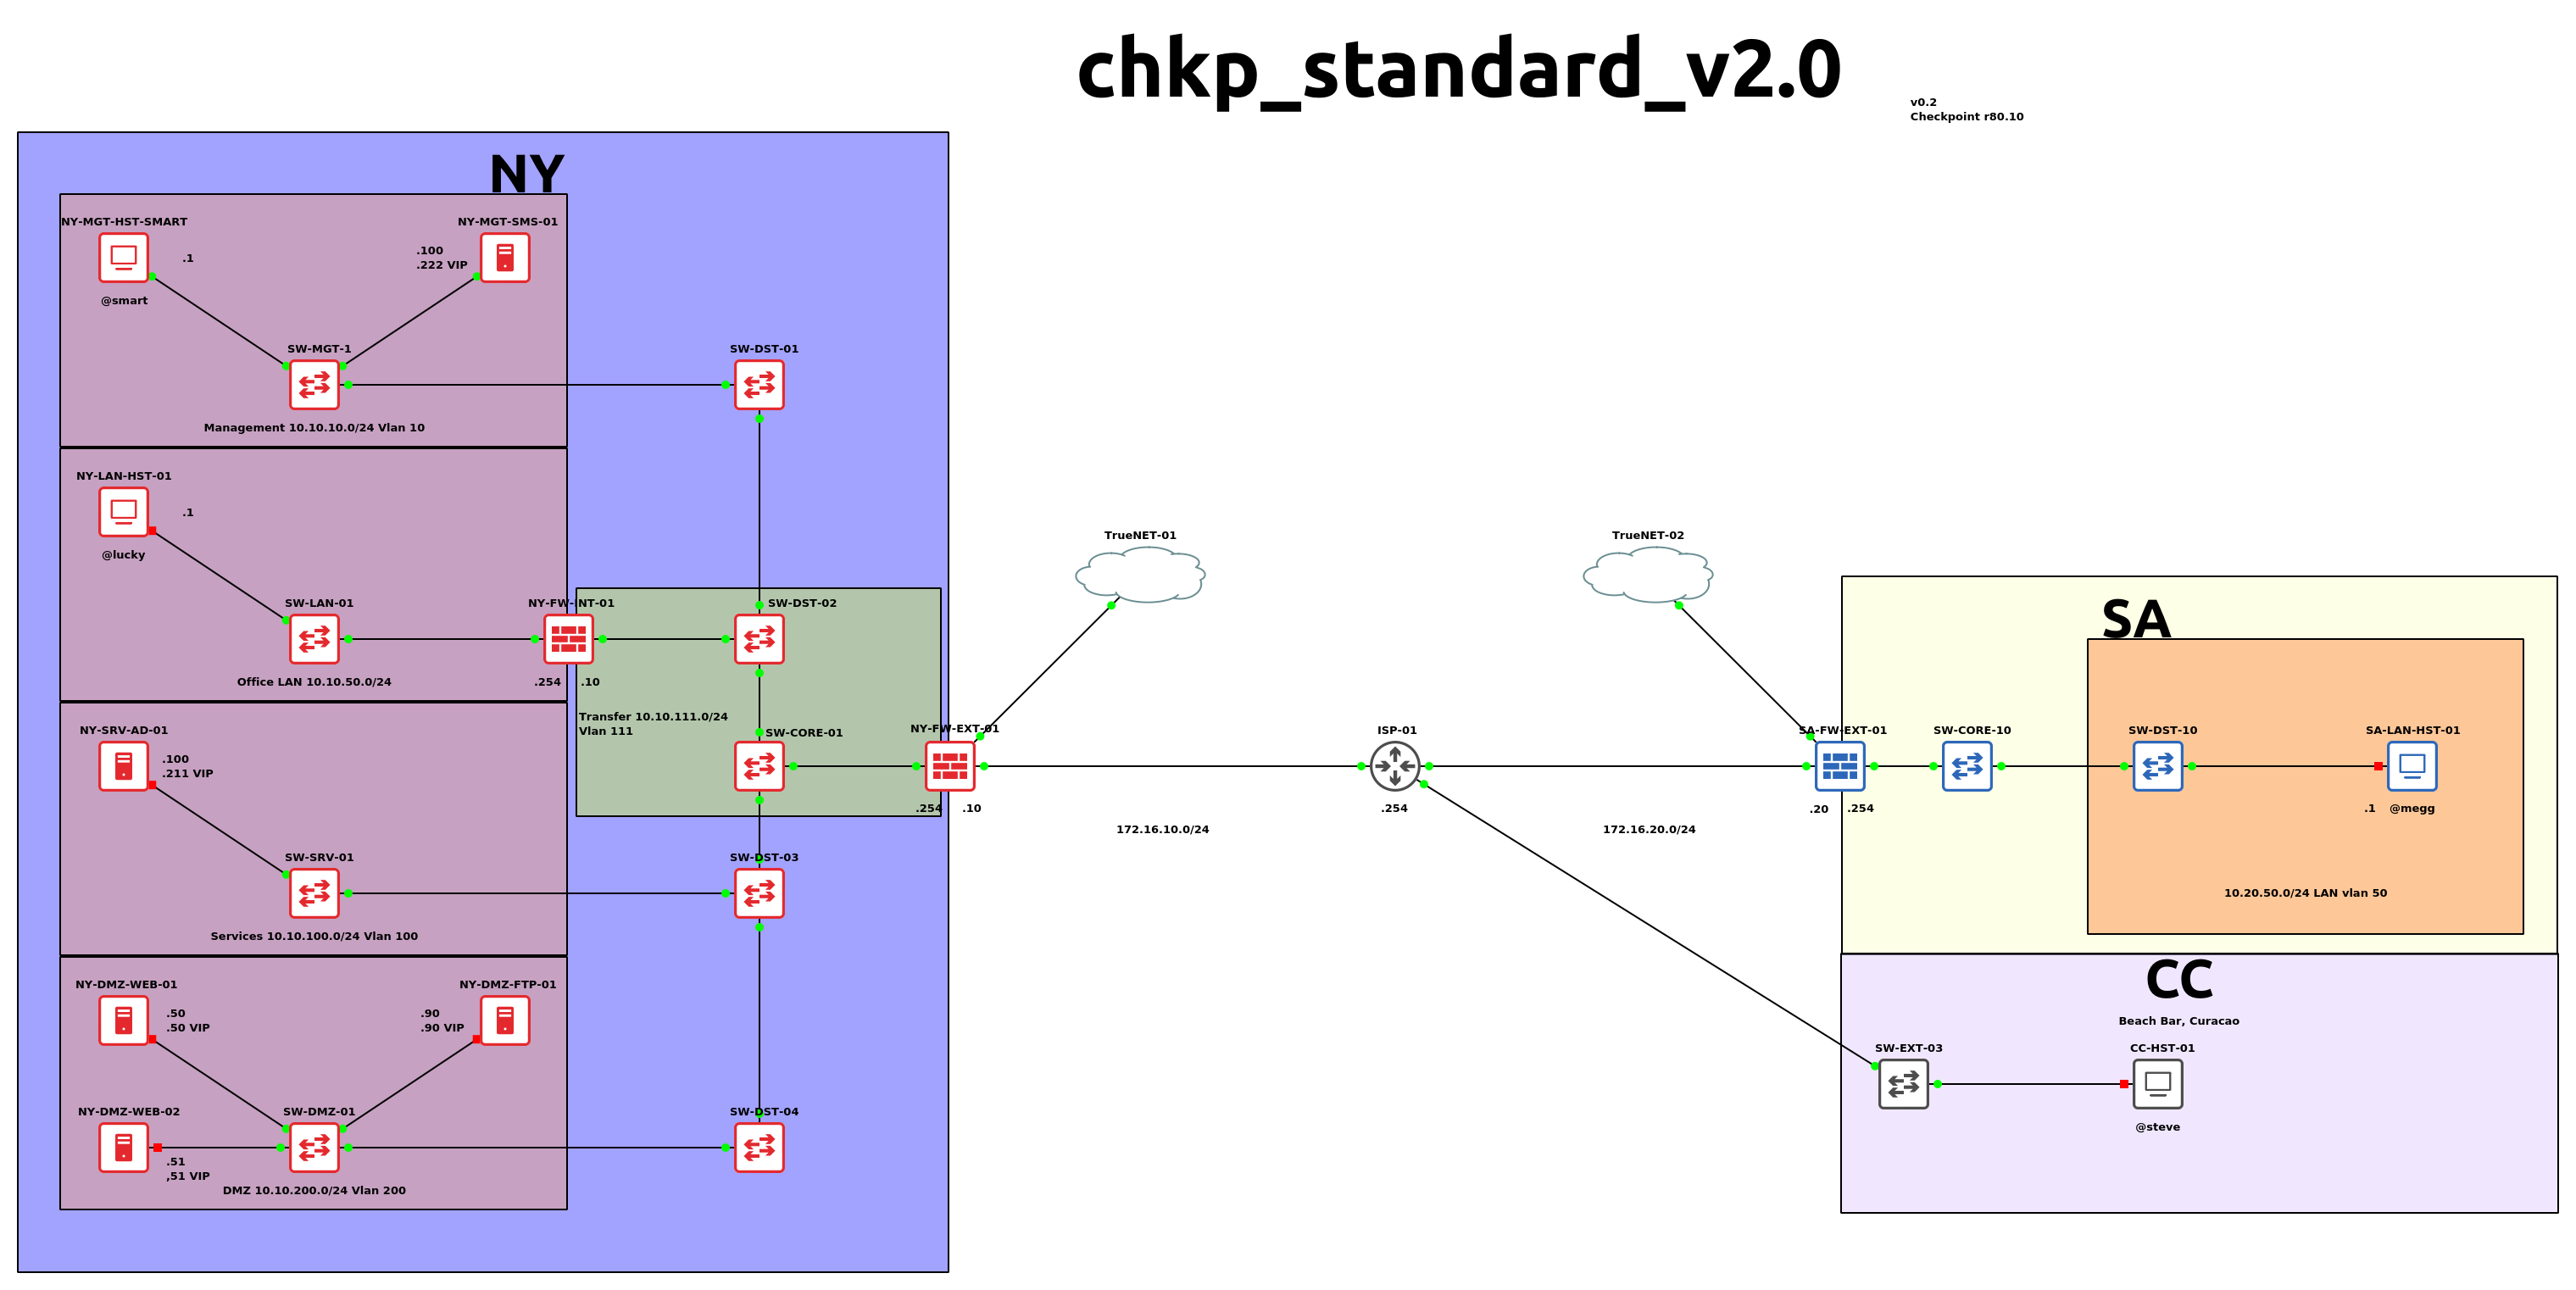 chkp_standard_v2.0
v0.2
Checkpoint r80.10
NY
NY-MGT-HST-SMART
.1
@smart
NY-MGT-SMS-01
.100
.222 VIP
SW-MGT-1
Management 10.10.10.0/24 Vlan 10
SW-DST-01
NY-LAN-HST-01
.1
@lucky
SW-LAN-01
Office LAN 10.10.50.0/24
NY-FW-INT-01
.254
.10
SW-DST-02
Transfer 10.10.111.0/24
Vlan 111
SW-CORE-01
NY-FW-EXT-01
.254
.10
NY-SRV-AD-01
.100
.211 VIP
SW-SRV-01
Services 10.10.100.0/24 Vlan 100
SW-DST-03
NY-DMZ-WEB-01
.50
.50 VIP
NY-DMZ-FTP-01
.90
.90 VIP
NY-DMZ-WEB-02
.51
,51 VIP
SW-DMZ-01
DMZ 10.10.200.0/24 Vlan 200
SW-DST-04
TrueNET-01
TrueNET-02
ISP-01
.254
172.16.10.0/24
172.16.20.0/24
SA
SA-FW-EXT-01
.20
.254
SW-CORE-10
SW-DST-10
SA-LAN-HST-01
.1
@megg
10.20.50.0/24 LAN vlan 50
CC
Beach Bar, Curacao
SW-EXT-03
CC-HST-01
@steve